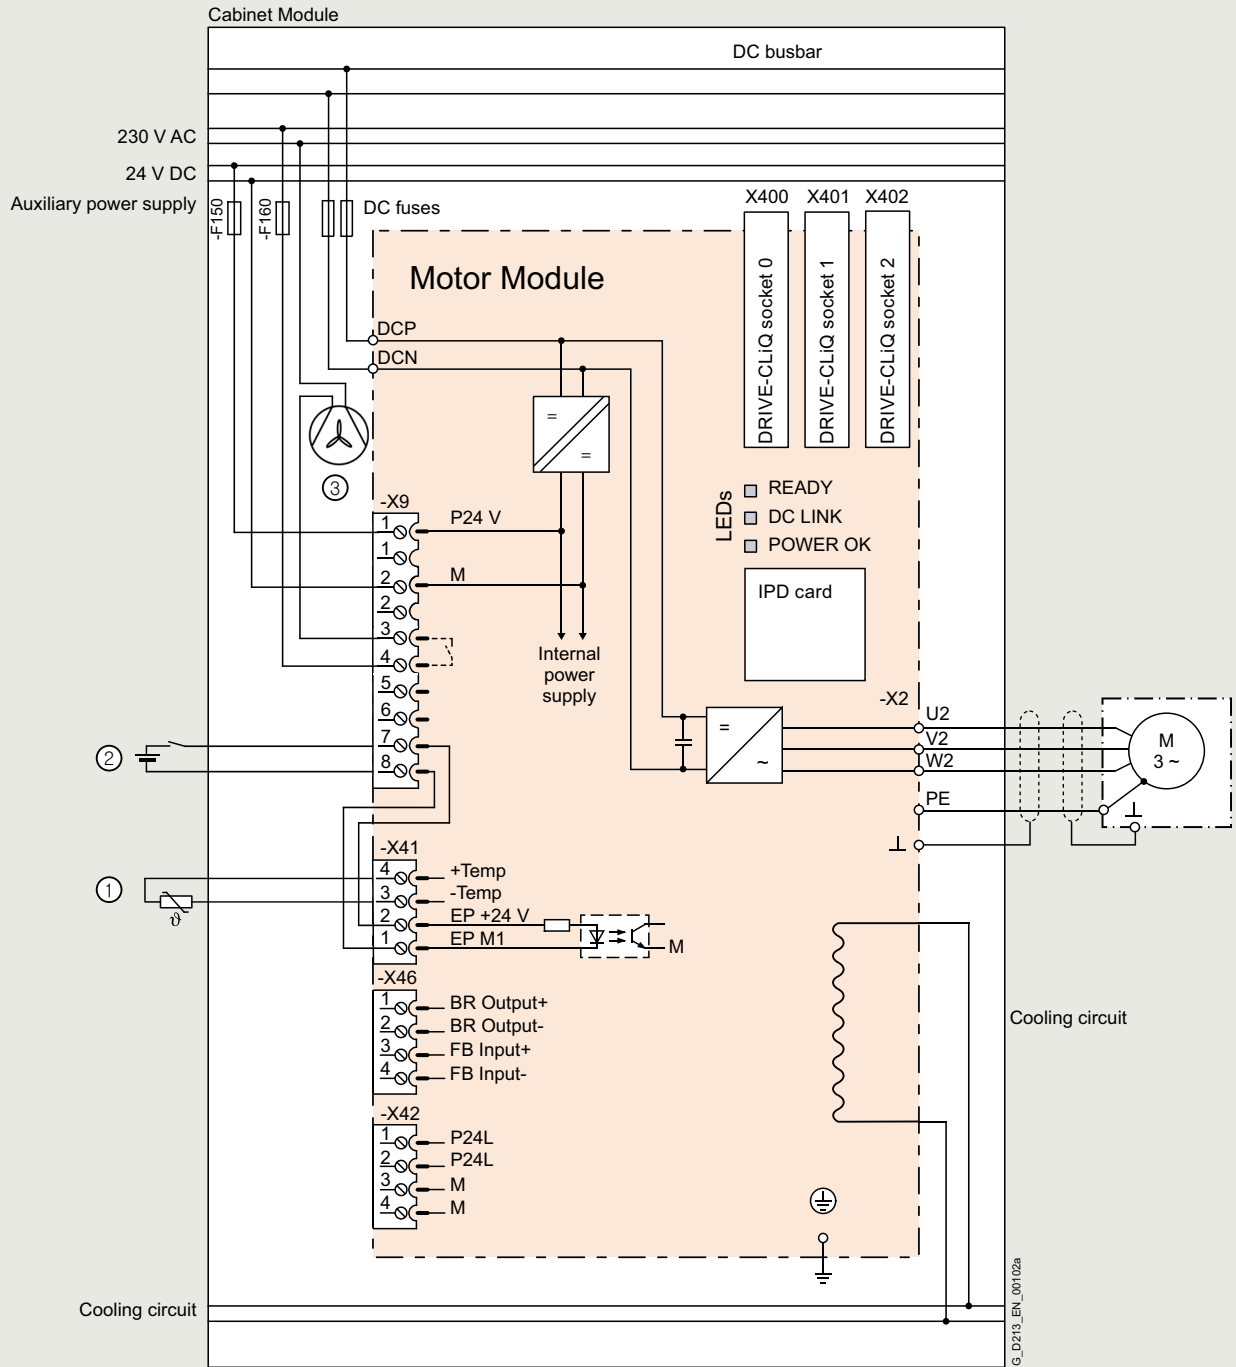 Cabinet Module
DC busbar
230 V AC
24 V DC
Auxiliary power supply
-F150
-F160
DC fuses
X400
X401
X402
DRIVE-CLiQ socket 0
DRIVE-CLiQ socket 1
DRIVE-CLiQ socket 2
Motor Module
DCP
DCN
=
=
3
-X9
1
P24 V
1
2
M
2
3
4
5
6
7
8
Internal
power
supply
LEDs
READY
DC LINK
POWER OK
IPD card
-X2
U2
V2
W2
PE
=
~
M
3 ~
2
1
ϑ
-X41
4
+Temp
3
-Temp
2
EP +24 V
1
EP M1
M
-X46
1
BR Output+
2
BR Output-
3
FB Input+
4
FB Input-
-X42
1
P24L
2
P24L
3
M
4
M
Cooling circuit
Cooling circuit
G_D213_EN_00102a